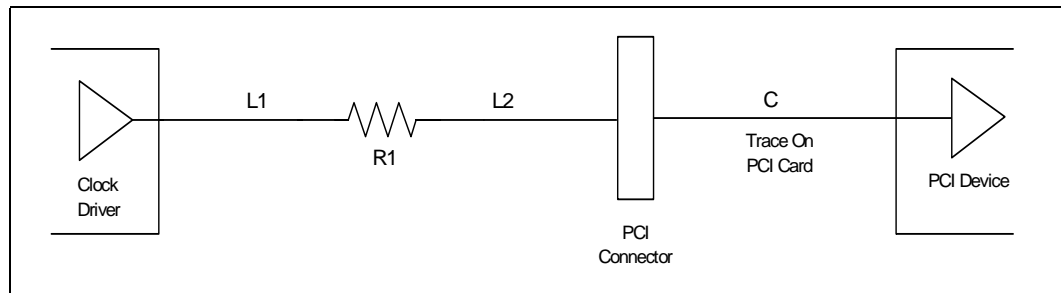 L1
L2
C
R1
Trace On
PCI Card
Clock
Driver
PCI Device
PCI
Connector